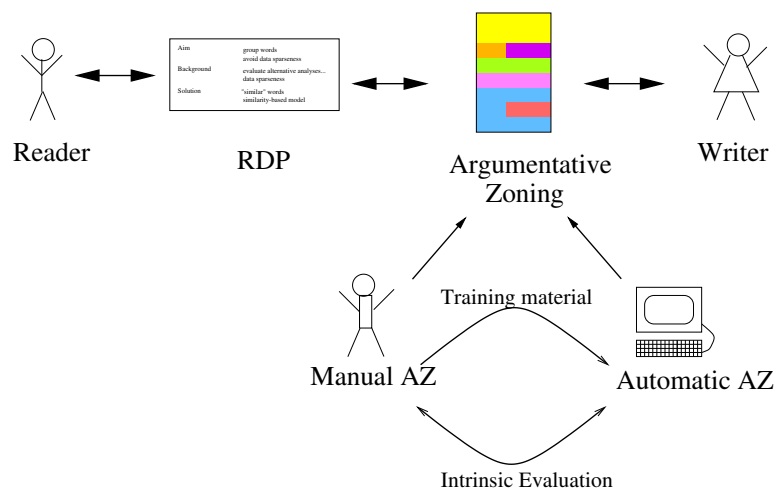 Aim group words
avoid data sparseness
Background evaluate alternative analyses...
data sparseness
Solution "similar" words
similarity-based model
Reader
RDP
Argumentative
Zoning
Writer
Training material
Manual AZ
Automatic AZ
Intrinsic Evaluation